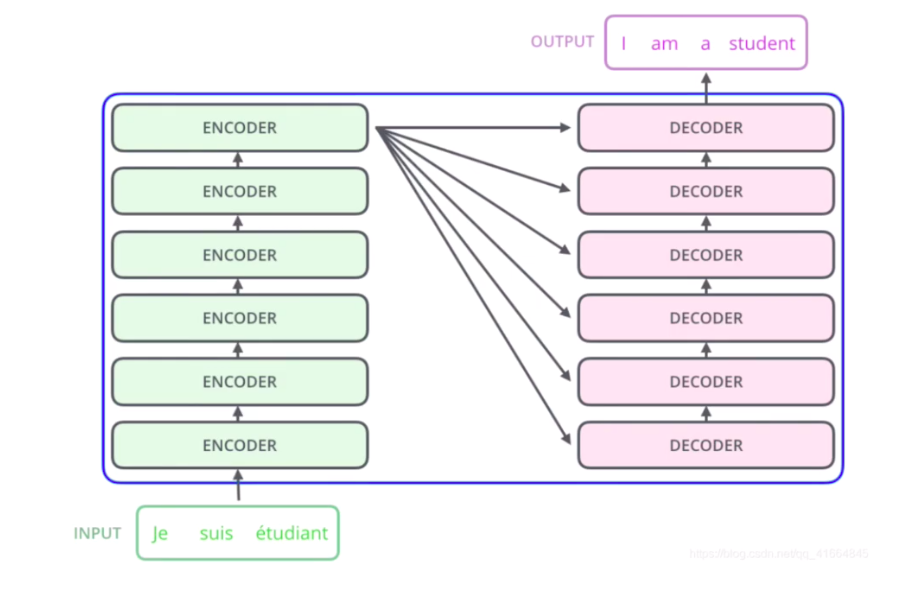 OUTPUT I am a student
ENCODER DECODER
ENCODER DECODER
ENCODER DECODER
ENCODER DECODER
ENCODER DECODER
ENCODER DECODER
INPUT Je suis étudiant
https://blog.csdn.net/qq_41664845